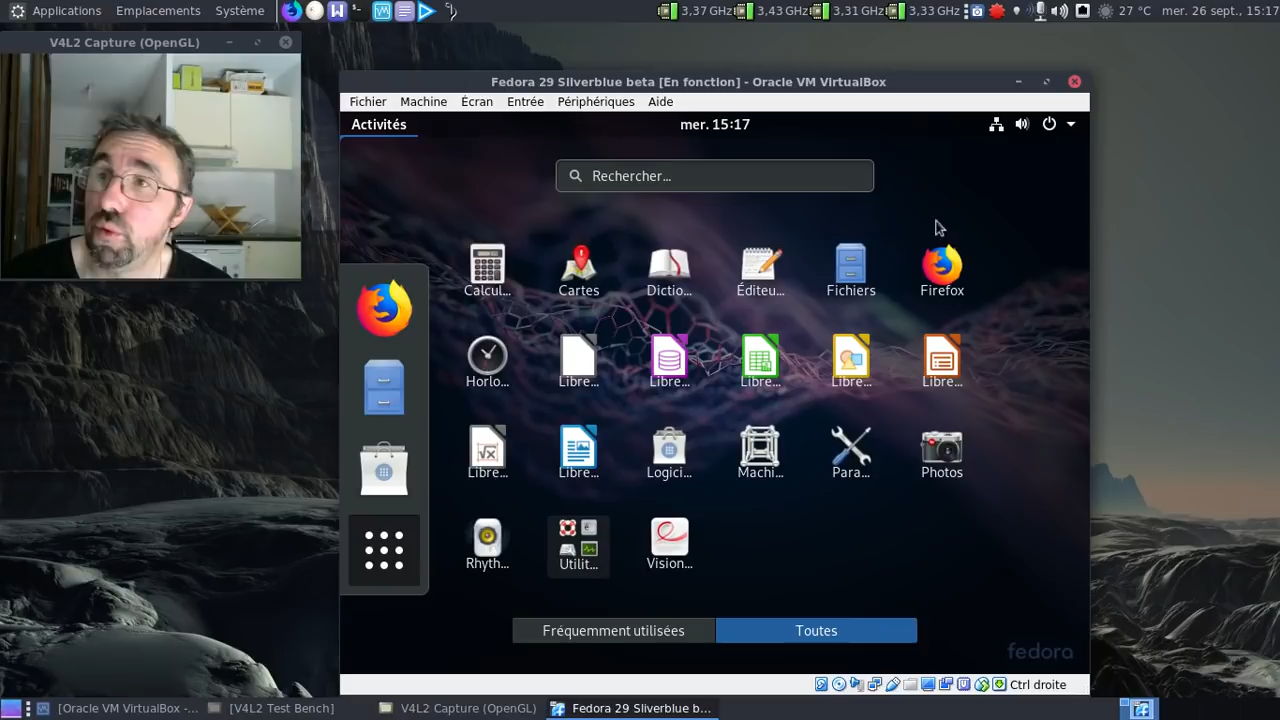 Applications Emplacements Système 3,37 GHz 3,43 GHz 3,31 GHz 3,33 GHz 27 °C mer. 26 sept., 15:17
V4L2 Capture (OpenGL)
Fedora 29 Silverblue beta [En fonction] - Oracle VM VirtualBox
Fichier Machine Écran Entrée Périphériques Aide
Activités mer. 15:17
Rechercher...
Calcul... Cartes Dictio... Éditeu... Fichiers Firefox
Horlo... Libre... Libre... Libre... Libre... Libre...
Libre... Libre... Logici... Machi... Para... Photos
Rhyth... Utilit... Vision...
Fréquemment utilisées Toutes
fedora
Ctrl droite
[Oracle VM VirtualBox -... [V4L2 Test Bench] V4L2 Capture (OpenGL) Fedora 29 Silverblue b...